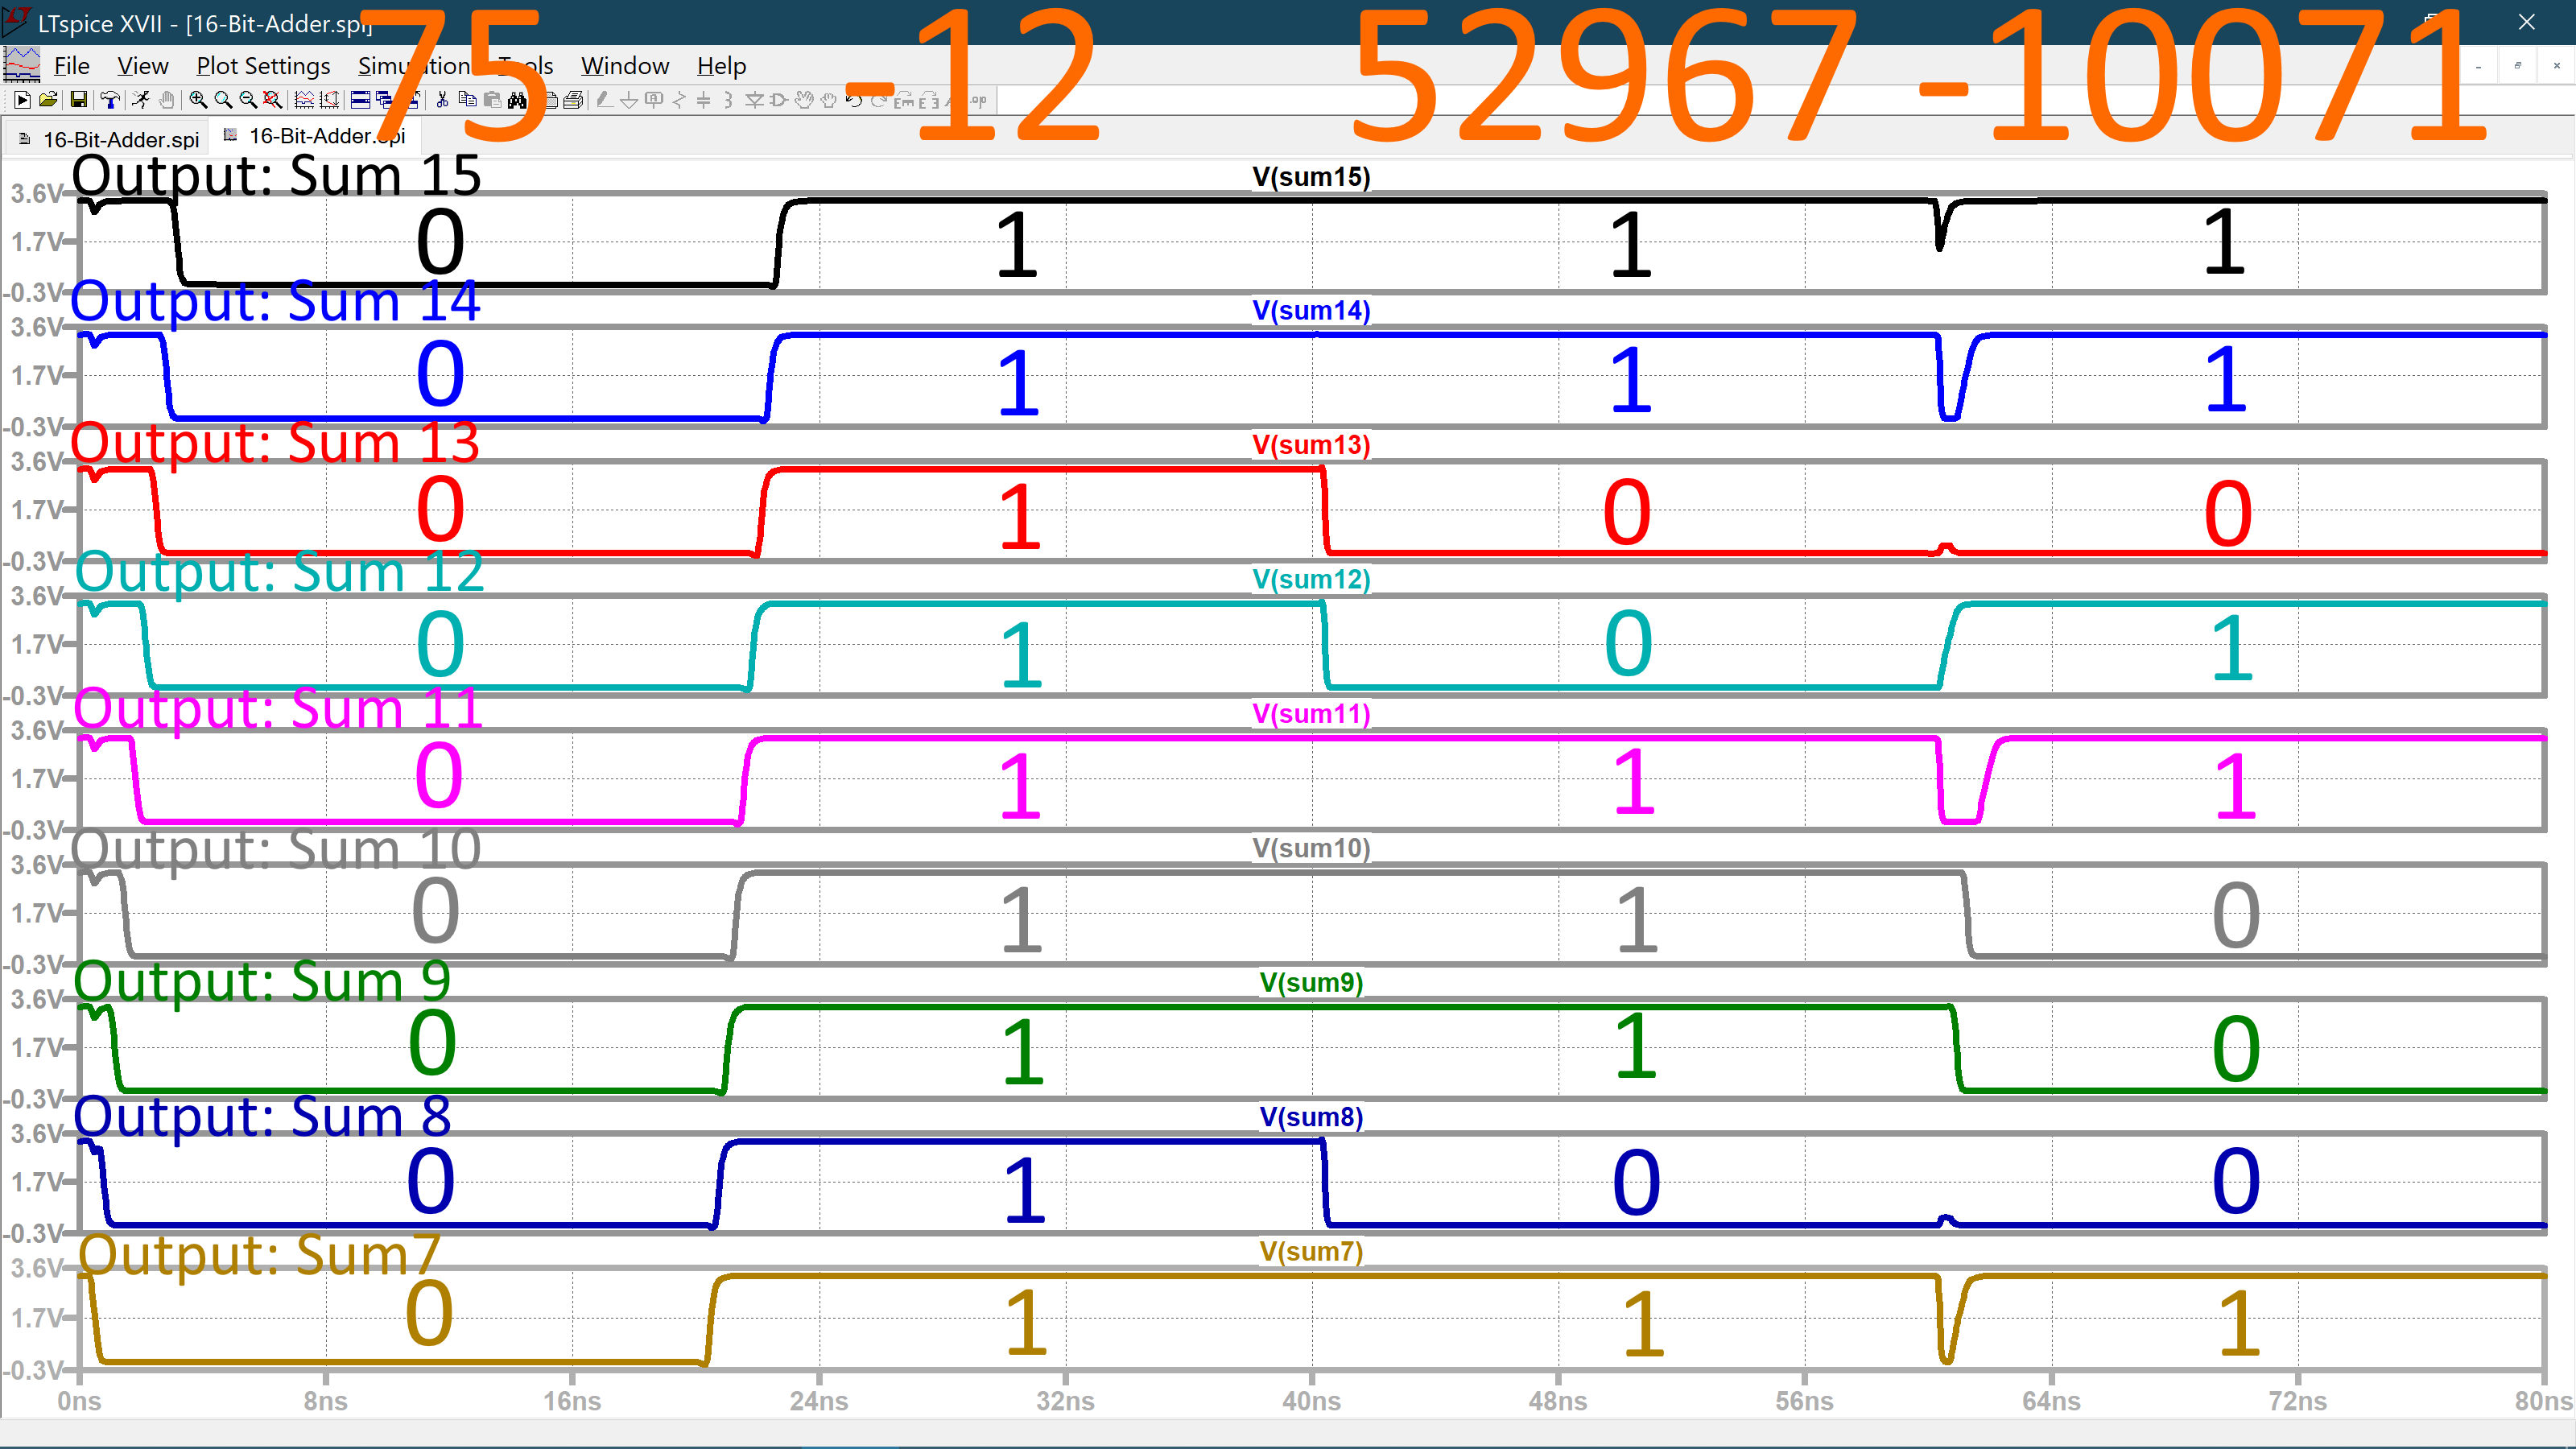 LTspice XVII - [16-Bit-Adder.spi]
75 -12 52967 -10071
File View Plot Settings Simulation Tools Window Help
16-Bit-Adder.spi 16-Bit-Adder.spi
Output: Sum 15
V(sum15)
3.6V
1.7V
-0.3V
0 1 1 1
Output: Sum 14
V(sum14)
3.6V
1.7V
-0.3V
0 1 1 1
Output: Sum 13
V(sum13)
3.6V
1.7V
-0.3V
0 1 0 0
Output: Sum 12
V(sum12)
3.6V
1.7V
-0.3V
0 1 0 1
Output: Sum 11
V(sum11)
3.6V
1.7V
-0.3V
0 1 1 1
Output: Sum 10
V(sum10)
3.6V
1.7V
-0.3V
0 1 1 0
Output: Sum 9
V(sum9)
3.6V
1.7V
-0.3V
0 1 1 0
Output: Sum 8
V(sum8)
3.6V
1.7V
-0.3V
0 1 0 0
Output: Sum7
V(sum7)
3.6V
1.7V
-0.3V
0 1 1 1
0ns 8ns 16ns 24ns 32ns 40ns 48ns 56ns 64ns 72ns 80ns